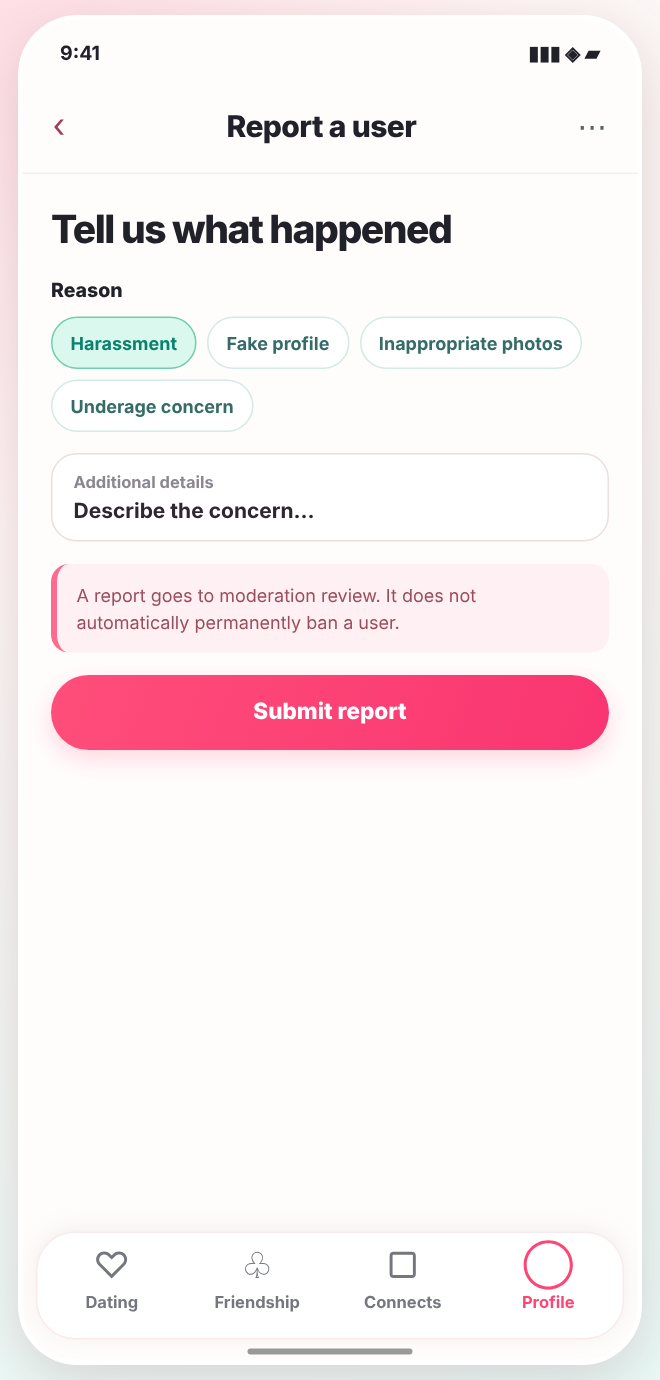 9:41
Report a user
Tell us what happened
Reason
Harassment Fake profile Inappropriate photos
Underage concern
Additional details
Describe the concern...
A report goes to moderation review. It does not
automatically permanently ban a user.
Submit report
Dating Friendship Connects Profile